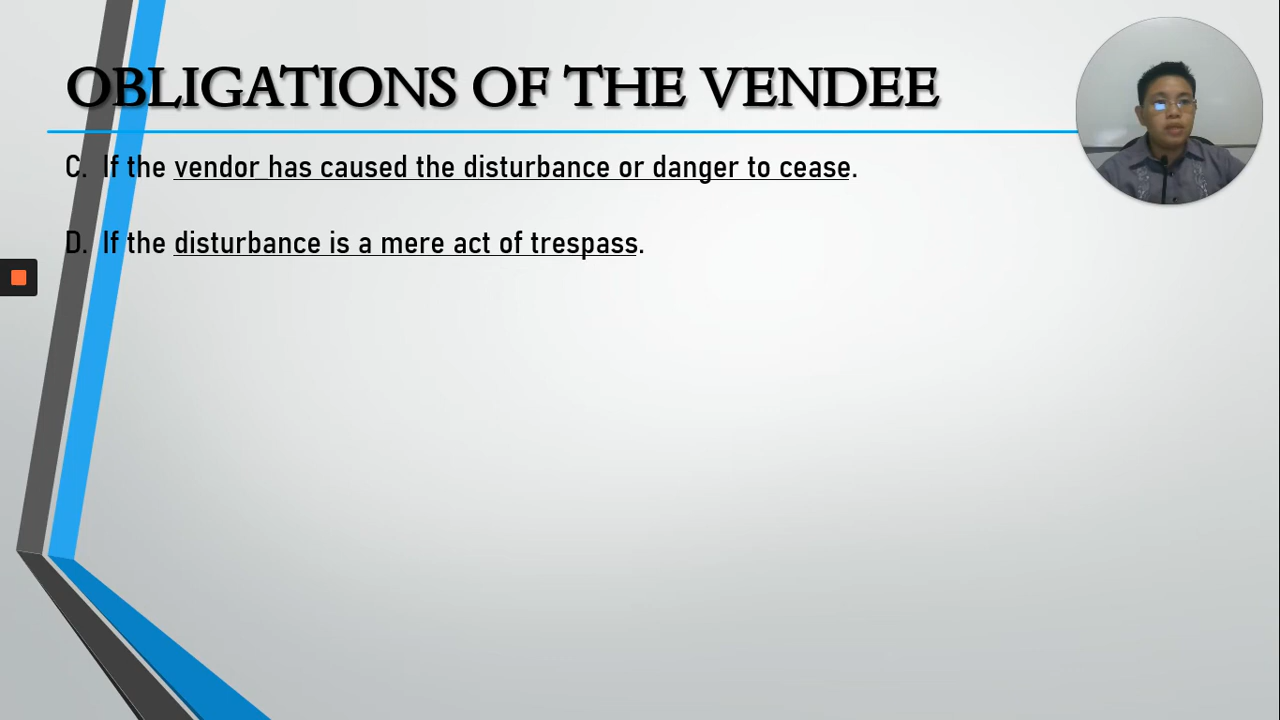 OBLIGATIONS OF THE VENDEE
C. If the vendor has caused the disturbance or danger to cease.
D. If the disturbance is a mere act of trespass.